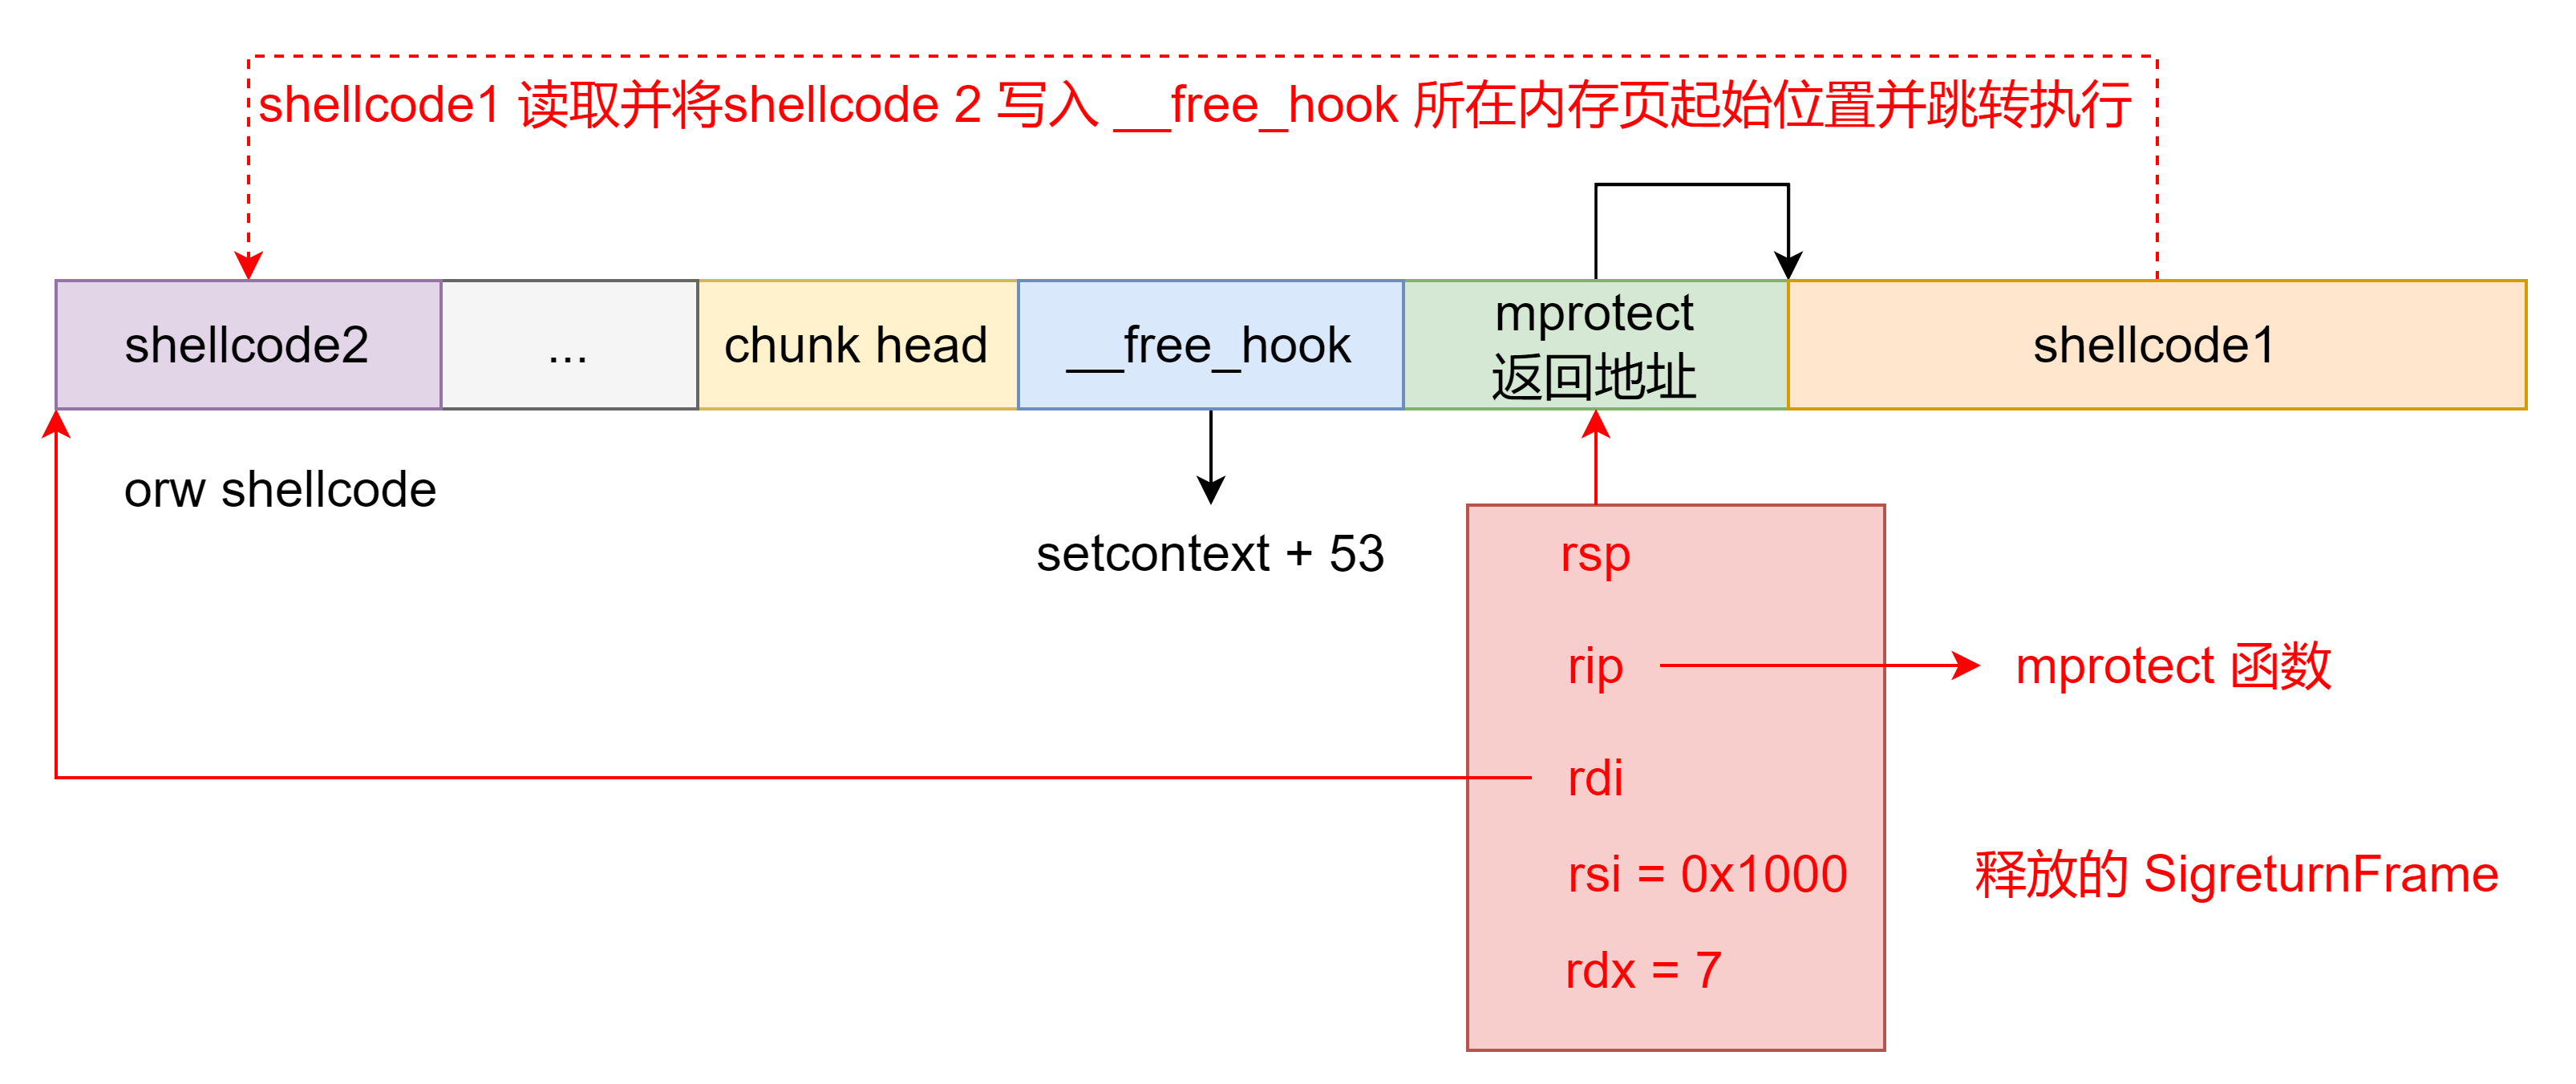 shellcode1 读取并将shellcode 2 写入 __free_hook 所在内存页起始位置并跳转执行
shellcode2
...
chunk head
__free_hook
mprotect
返回地址
shellcode1
orw shellcode
setcontext + 53
rsp
rip
mprotect 函数
rdi
rsi = 0x1000
释放的 SigreturnFrame
rdx = 7